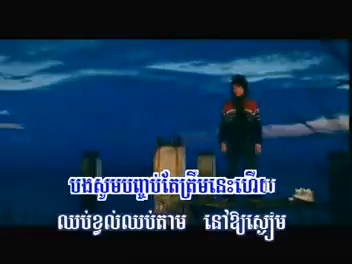 បងសូមបញ្ចប់តែត្រឹមនេះហើយ
ឈប់ខ្វល់ឈប់តាម នៅឱ្យស្ងៀម